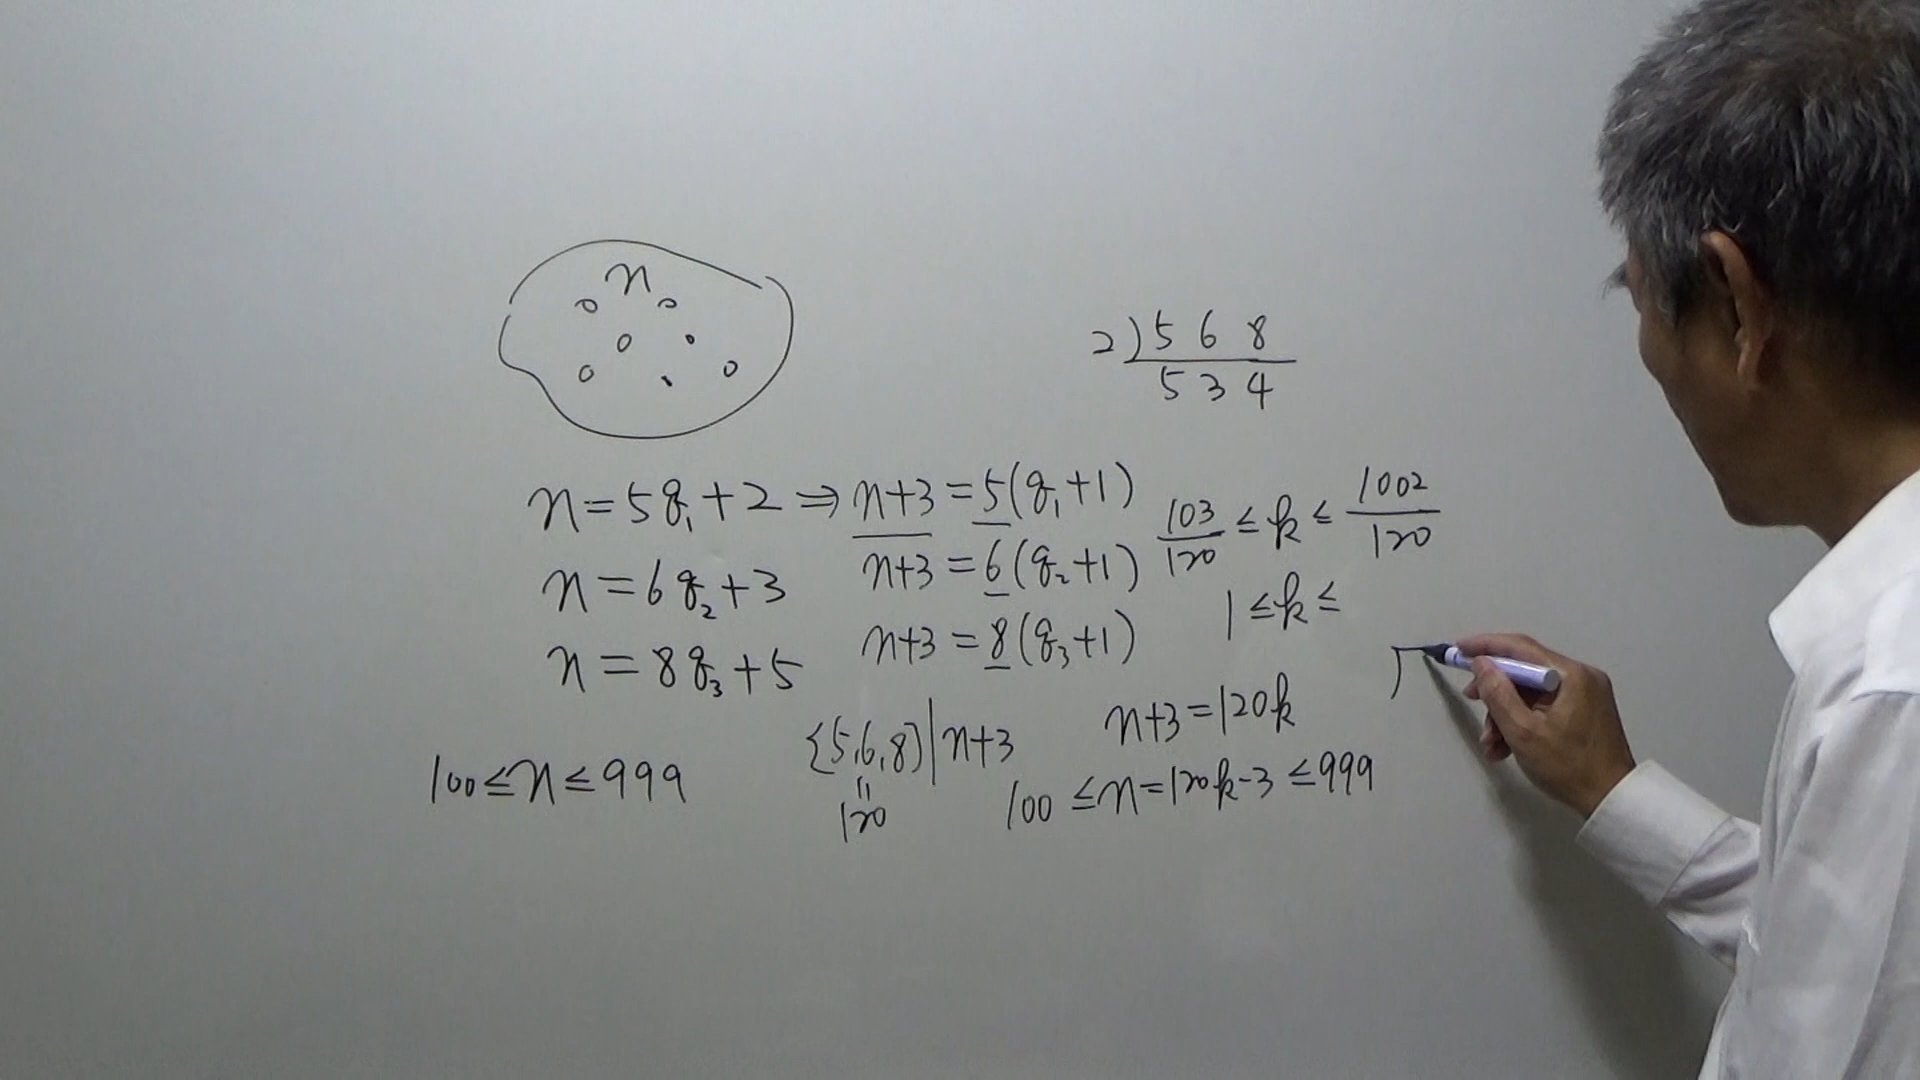 n
2)5 6 8
5 3 4
n=5q₁+2 ⇒ n+3=5(q₁+1)
n=6q₂+3 n+3=6(q₂+1)
n=8q₃+5 n+3=8(q₃+1)
103/120 ≤ k ≤ 1002/120
1≤k≤
{5,6,8}|n+3
"
120
n+3=120k
100≤n≤999
100≤n=120k-3≤999